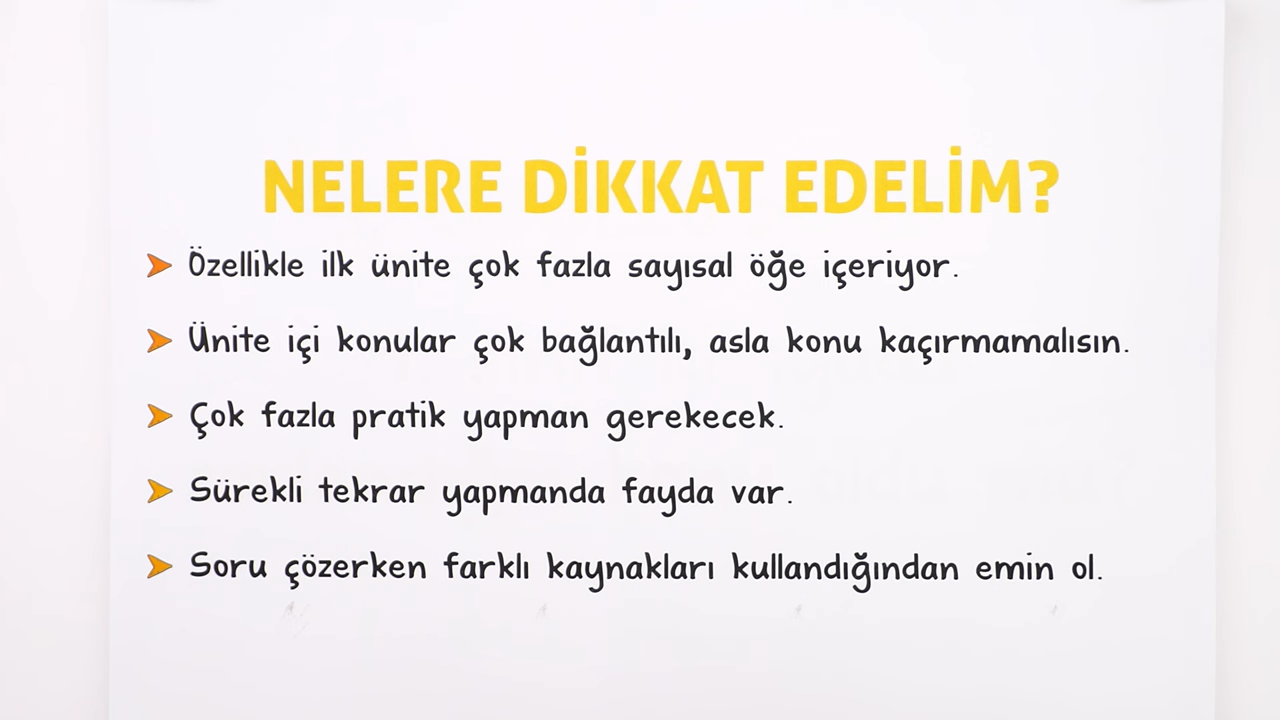 NELERE DİKKAT EDELİM?
Özellikle ilk ünite çok fazla sayısal öğe içeriyor.
Ünite içi konular çok bağlantılı, asla konu kaçırmamalısın.
Çok fazla pratik yapman gerekecek.
Sürekli tekrar yapmanda fayda var.
Soru çözerken farklı kaynakları kullandığından emin ol.